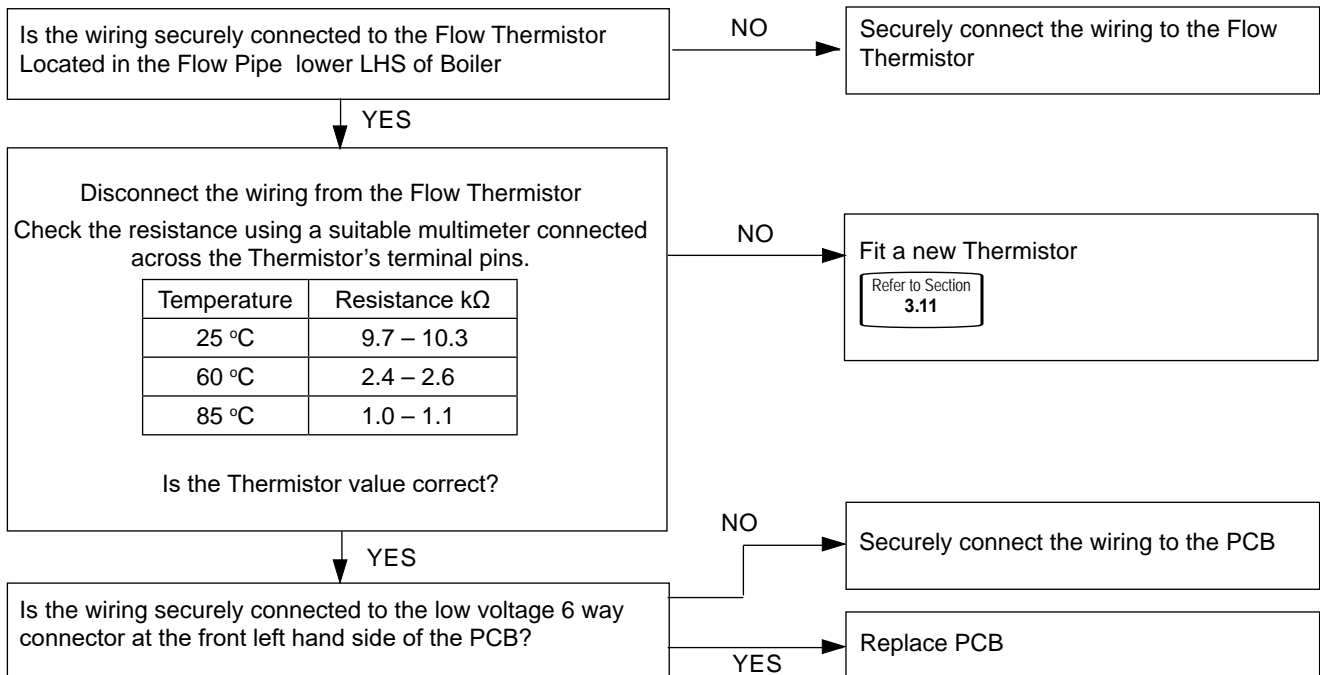 Is the wiring securely connected to the Flow Thermistor
Located in the Flow Pipe lower LHS of Boiler
NO
Securely connect the wiring to the Flow
Thermistor
YES
Disconnect the wiring from the Flow Thermistor
Check the resistance using a suitable multimeter connected
across the Thermistor’s terminal pins.
Temperature Resistance kΩ
25 ºC 9.7 – 10.3
60 ºC 2.4 – 2.6
85 ºC 1.0 – 1.1
Is the Thermistor value correct?
NO
Fit a new Thermistor
Refer to Section
3.11
YES
Is the wiring securely connected to the low voltage 6 way
connector at the front left hand side of the PCB?
NO
Securely connect the wiring to the PCB
YES
Replace PCB